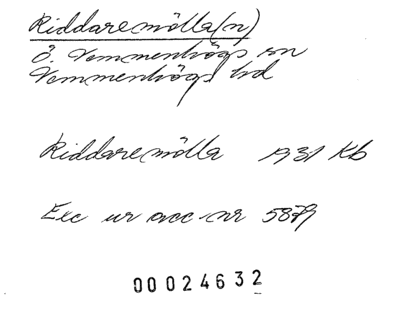 Riddaremölla(n)
Ö. Vemmenhögs sn
Vemmenhögs hd
Riddaremölla 1931 Kb
Exc ur acc nr 5879
00024632